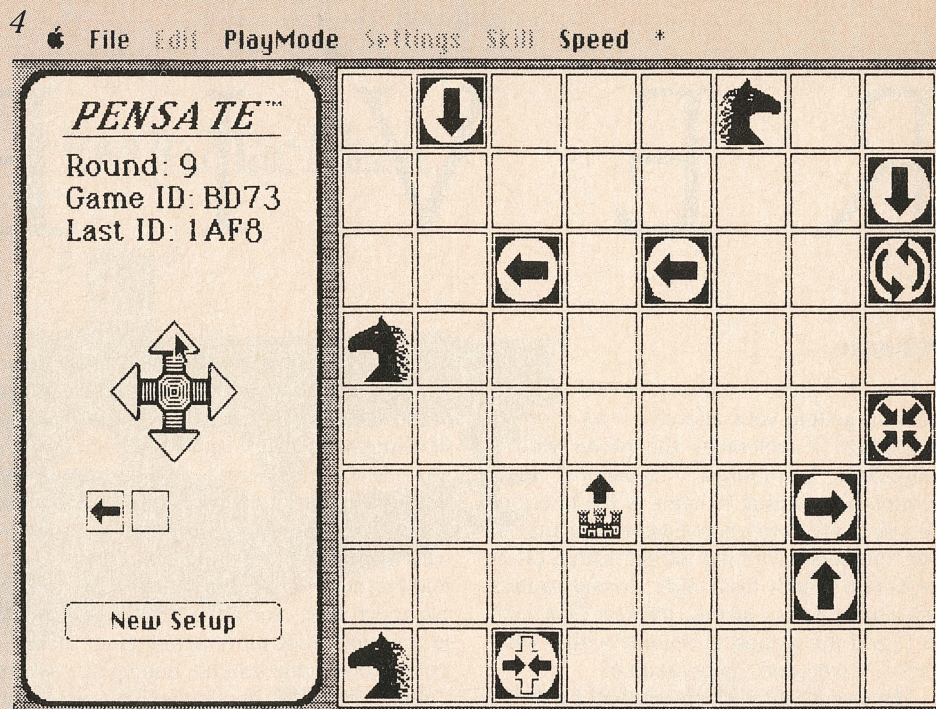 4
File Edit PlayMode Settings Skill Speed *
PENSATE™
Round: 9
Game ID: BD73
Last ID: 1AF8
New Setup